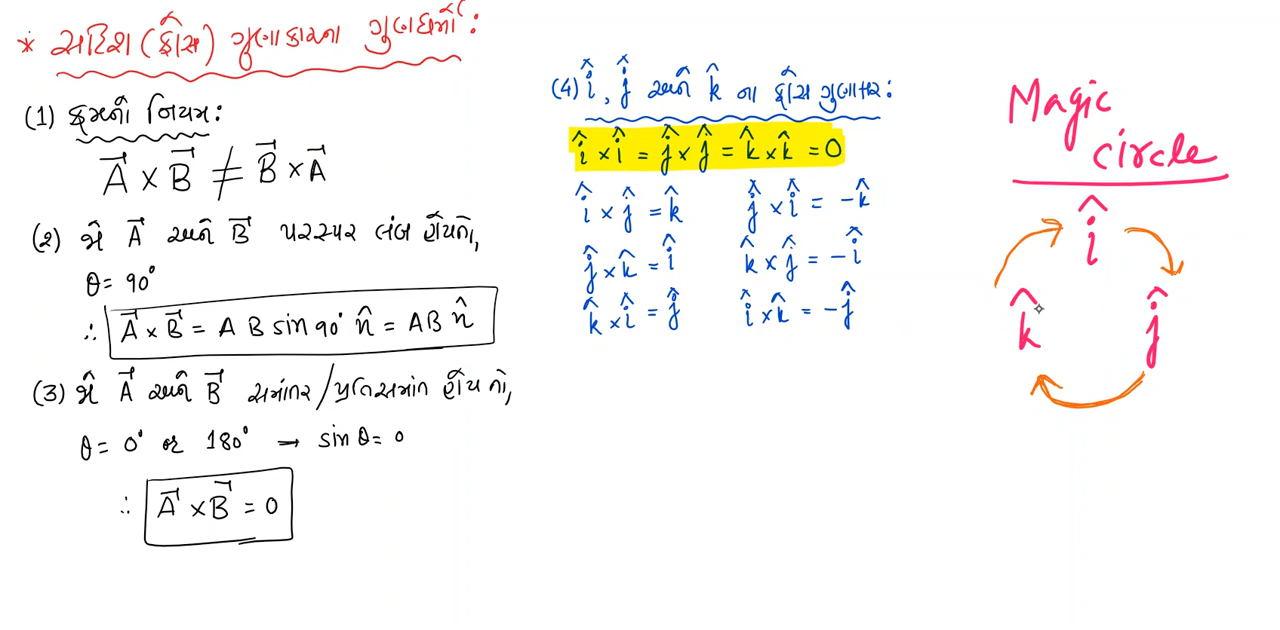 * સદિશ (ક્રોસ) ગુણાકારના ગુણધર્મો:
(1) ક્રમનો નિયમ:
A⃗ × B⃗ ≠ B⃗ × A⃗
(2) જો A⃗ અને B⃗ પરસ્પર લંબ હોય તો,
θ = 90°
∴ A⃗ × B⃗ = A B sin 90° n̂ = AB n̂
(3) જો A⃗ અને B⃗ સમાંતર / પ્રતિસમાંતર હોય તો,
θ = 0° or 180° → sin θ = 0
∴ A⃗ × B⃗ = 0
(4) î, ĵ અને k̂ ના ક્રોસ ગુણાકાર:
î × î = ĵ × ĵ = k̂ × k̂ = 0
î × ĵ = k̂ ĵ × î = -k̂
ĵ × k̂ = î k̂ × ĵ = -î
k̂ × î = ĵ î × k̂ = -ĵ
Magic
circle
î
k̂ ĵ